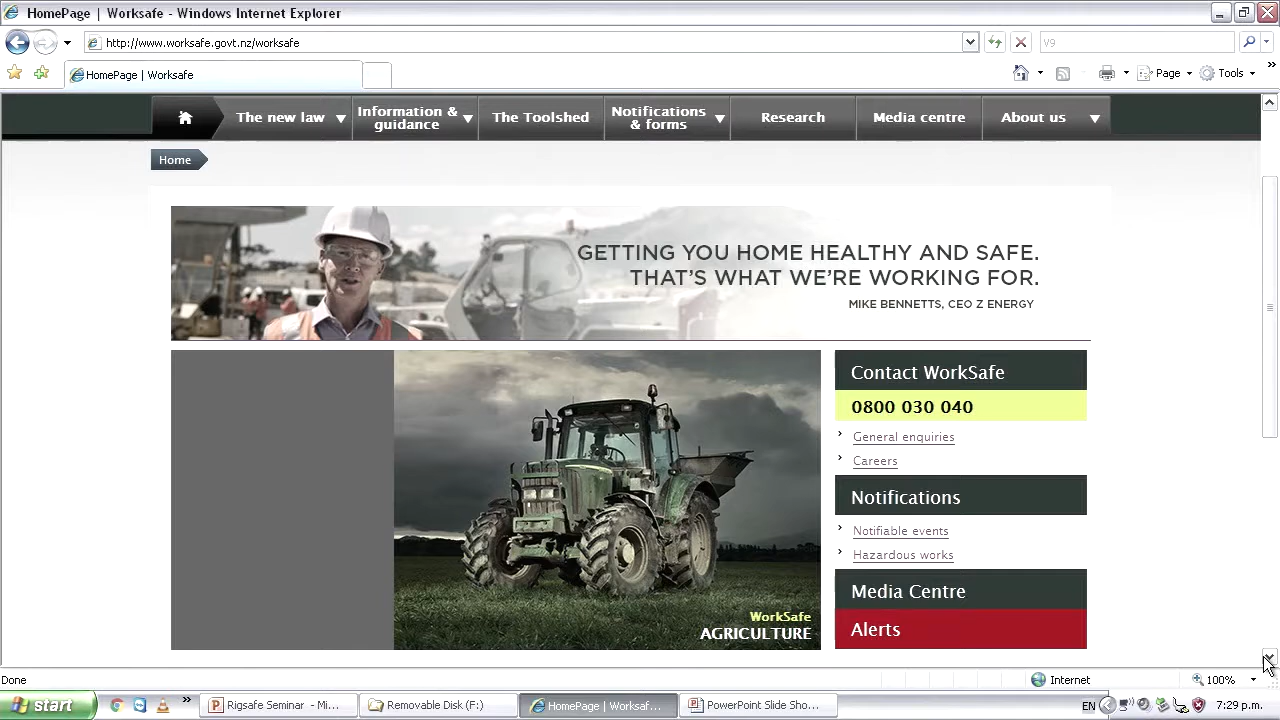 HomePage | Worksafe - Windows Internet Explorer
http://www.worksafe.govt.nz/worksafe
V9
HomePage | Worksafe
Page
Tools
The new law
Information & guidance
The Toolshed
Notifications & forms
Research
Media centre
About us
Home
GETTING YOU HOME HEALTHY AND SAFE.
THAT'S WHAT WE'RE WORKING FOR.
MIKE BENNETTS, CEO Z ENERGY
WorkSafe
AGRICULTURE
Contact WorkSafe
0800 030 040
General enquiries
Careers
Notifications
Notifiable events
Hazardous works
Media Centre
Alerts
Done
Internet
100%
start
Rigsafe Seminar - Mi...
Removable Disk (F:)
HomePage | Worksaf...
PowerPoint Slide Sho...
EN
7:29 p.m.